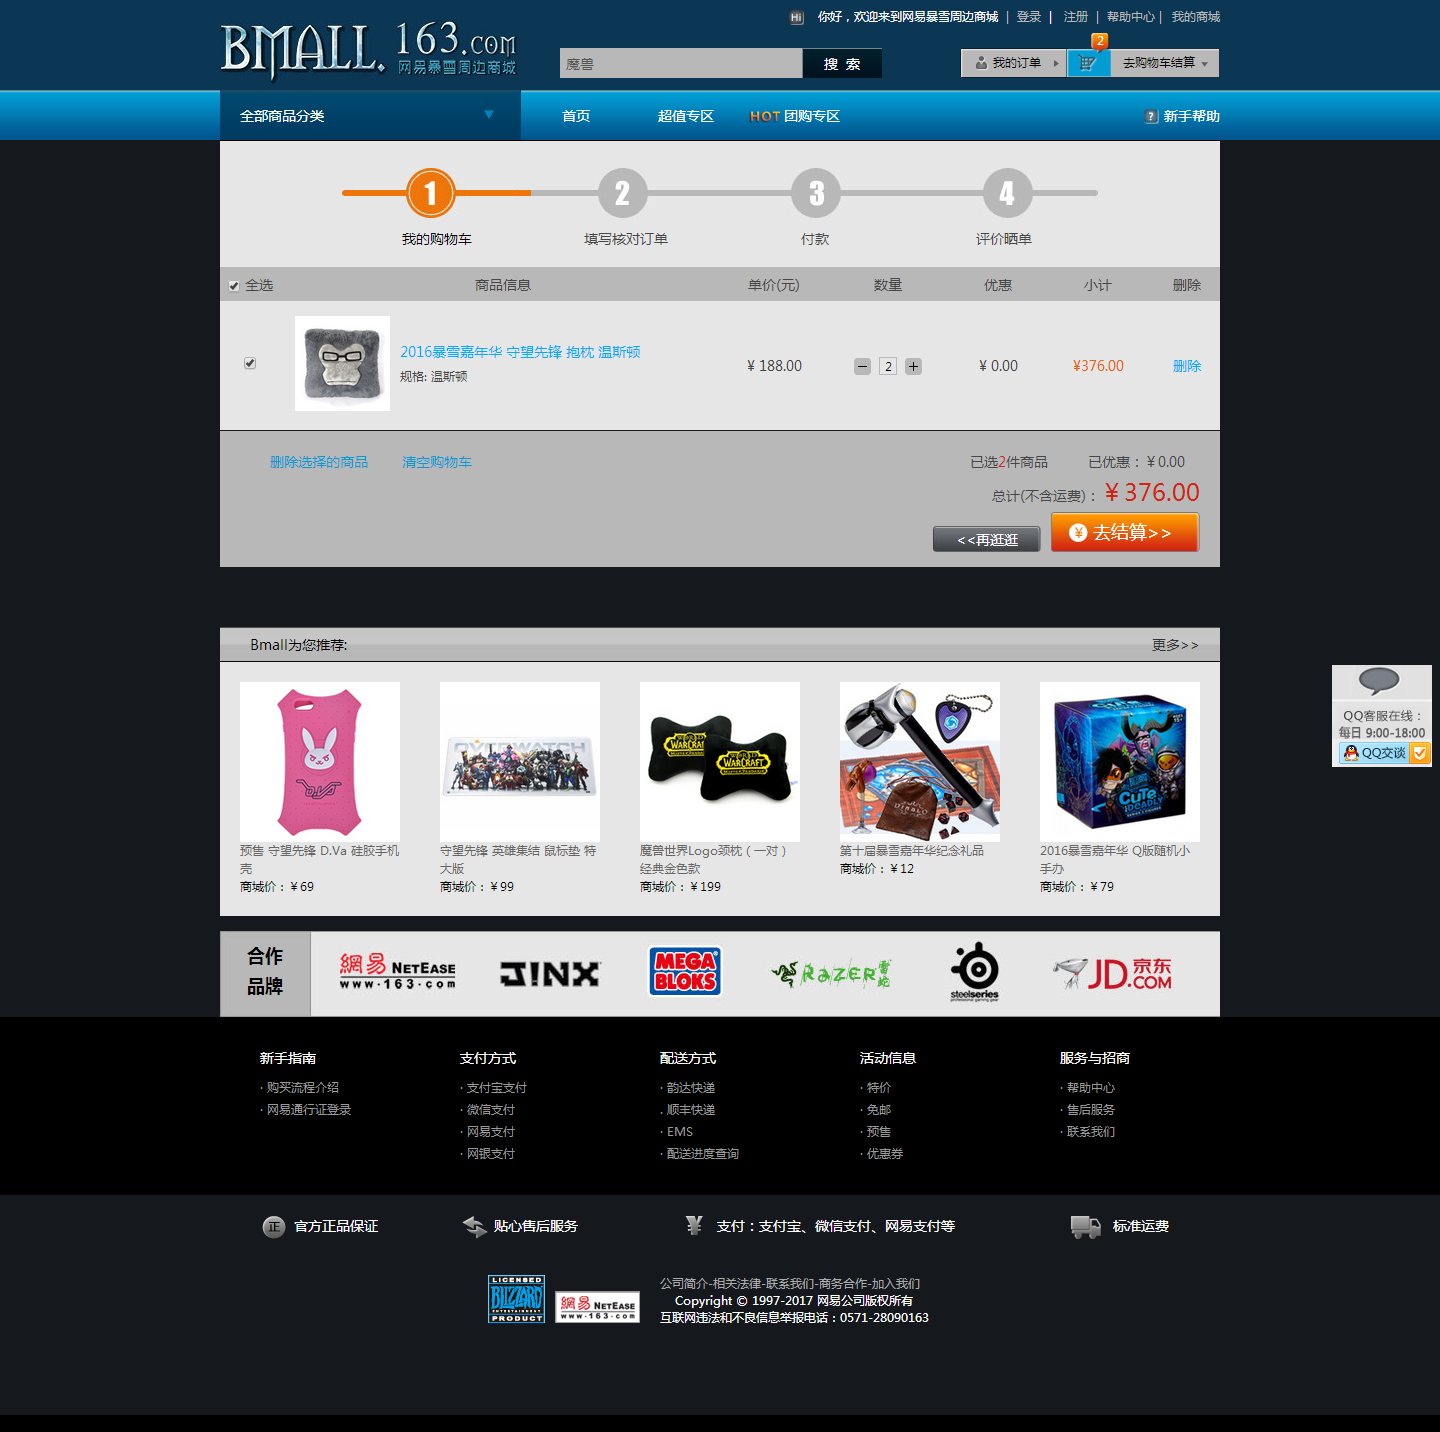 Hi 你好，欢迎来到网易暴雪周边商城 | 登录 | 注册 | 帮助中心 | 我的商城
BMALL.163.COM
网易暴雪周边商城
魔兽 搜 索
我的订单 2 去购物车结算
全部商品分类 首页 超值专区 HOT 团购专区 ? 新手帮助
1 2 3 4
我的购物车 填写核对订单 付款 评价晒单
全选 商品信息 单价(元) 数量 优惠 小计 删除
2016暴雪嘉年华 守望先锋 抱枕 温斯顿
规格: 温斯顿
¥ 188.00 2 ¥ 0.00 ¥376.00 删除
删除选择的商品 清空购物车 已选2件商品 已优惠：¥ 0.00
总计(不含运费)：¥ 376.00
<<再逛逛 ¥ 去结算>>
Bmall为您推荐: 更多>>
QQ客服在线：
每日 9:00-18:00
QQ交谈
预售 守望先锋 D.Va 硅胶手机
壳
商城价：¥ 69
守望先锋 英雄集结 鼠标垫 特
大版
商城价：¥ 99
WORLD WARCRAFT
WORLD WARCRAFT
魔兽世界Logo颈枕（一对）
经典金色款
商城价：¥ 199
DIABLO
第十届暴雪嘉年华纪念礼品
商城价：¥ 12
CUTE
DEADLY
2016暴雪嘉年华 Q版随机小
手办
商城价：¥ 79
合作
品牌
網易 NETEASE
www.163.com
J!NX
MEGA
BLOKS
RAZER 雷蛇
steelseries
professional gaming gear
JD.COM 京东
新手指南
· 购买流程介绍
· 网易通行证登录
支付方式
· 支付宝支付
· 微信支付
· 网易支付
· 网银支付
配送方式
· 韵达快递
. 顺丰快递
· EMS
· 配送进度查询
活动信息
· 特价
· 免邮
· 预售
· 优惠券
服务与招商
· 帮助中心
· 售后服务
· 联系我们
正 官方正品保证 贴心售后服务 ¥ 支付：支付宝、微信支付、网易支付等 标准运费
LICENSED
BLIZZARD
ENTERTAINMENT
PRODUCT
網易 NETEASE
www.163.com
公司简介-相关法律-联系我们-商务合作-加入我们
Copyright © 1997-2017 网易公司版权所有
互联网违法和不良信息举报电话：0571-28090163